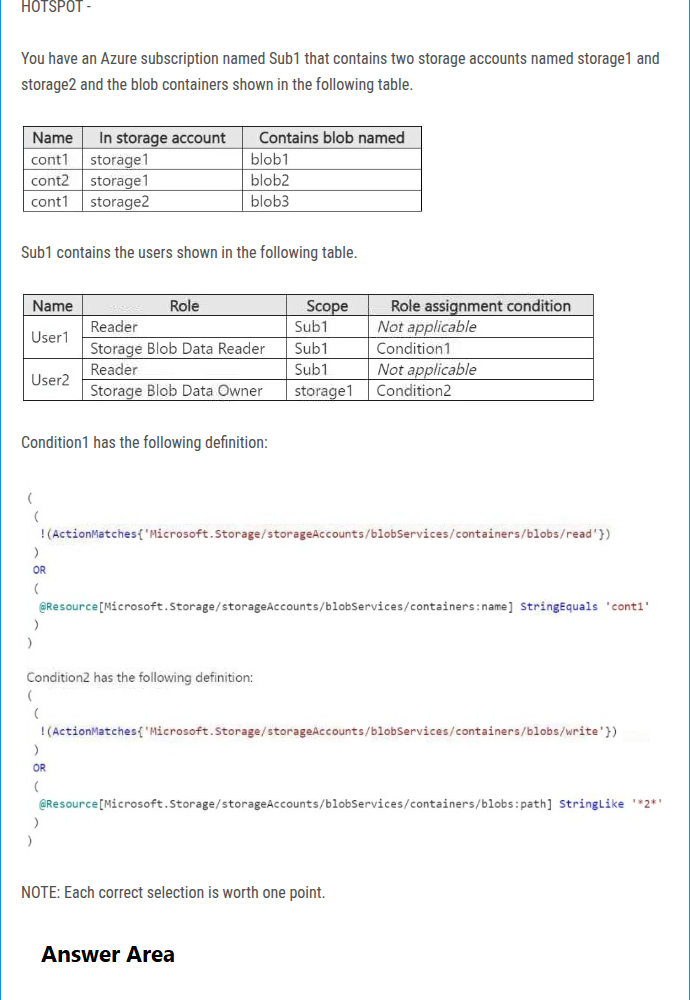 HOTSPOT -
You have an Azure subscription named Sub1 that contains two storage accounts named storage1 and
storage2 and the blob containers shown in the following table.
Name In storage account Contains blob named
cont1 storage1 blob1
cont2 storage1 blob2
cont1 storage2 blob3
Sub1 contains the users shown in the following table.
Name Role Scope Role assignment condition
User1 Reader Sub1 Not applicable
Storage Blob Data Reader Sub1 Condition1
User2 Reader Sub1 Not applicable
Storage Blob Data Owner storage1 Condition2
Condition1 has the following definition:
(
(
!(ActionMatches{'Microsoft.Storage/storageAccounts/blobServices/containers/blobs/read'})
)
OR
(
@Resource[Microsoft.Storage/storageAccounts/blobServices/containers:name] StringEquals 'cont1'
)
)
Condition2 has the following definition:
(
(
!(ActionMatches{'Microsoft.Storage/storageAccounts/blobServices/containers/blobs/write'})
)
OR
(
@Resource[Microsoft.Storage/storageAccounts/blobServices/containers/blobs:path] StringLike '*2*'
)
)
NOTE: Each correct selection is worth one point.
Answer Area